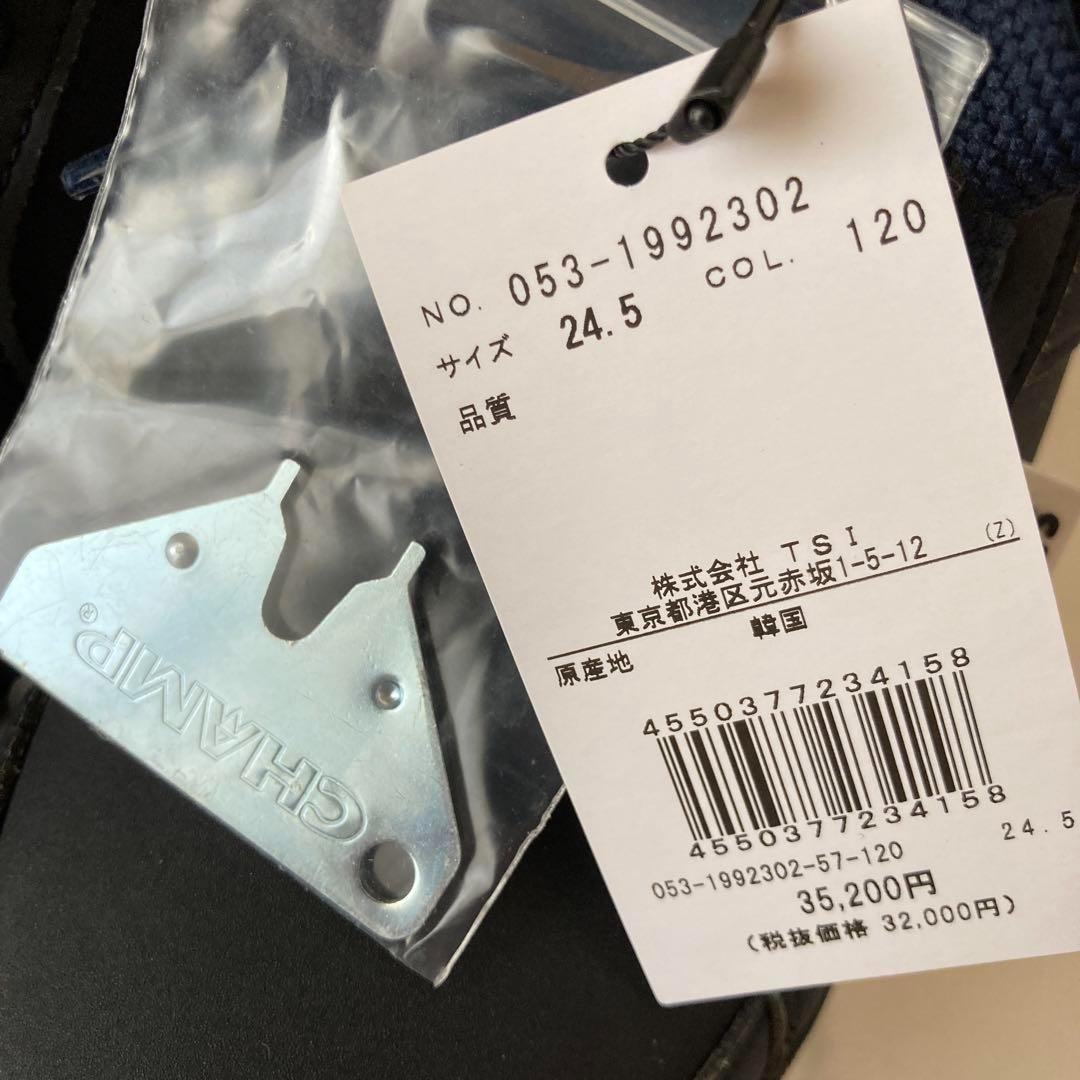 NO. 053-1992302
サイズ 24.5 COL. 120
品質
株式会社 TSI
東京都港区元赤坂1-5-12 (Z)
原産地 韓国
4550377234158
4550377234158
053-1992302-57-120 24.5
35,200円
(税抜価格 32,000円)
CHAMP®